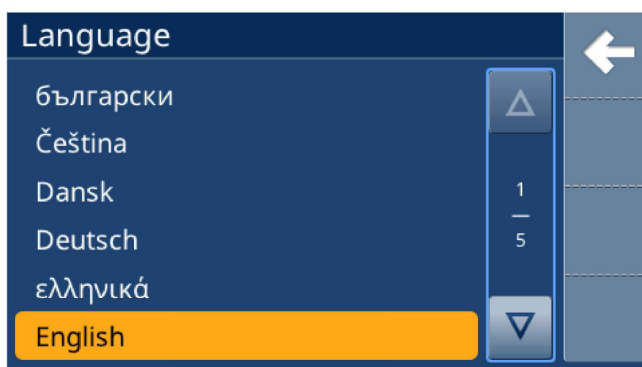 Language
български
Čeština
Dansk
Deutsch
ελληνικά
English
1
5